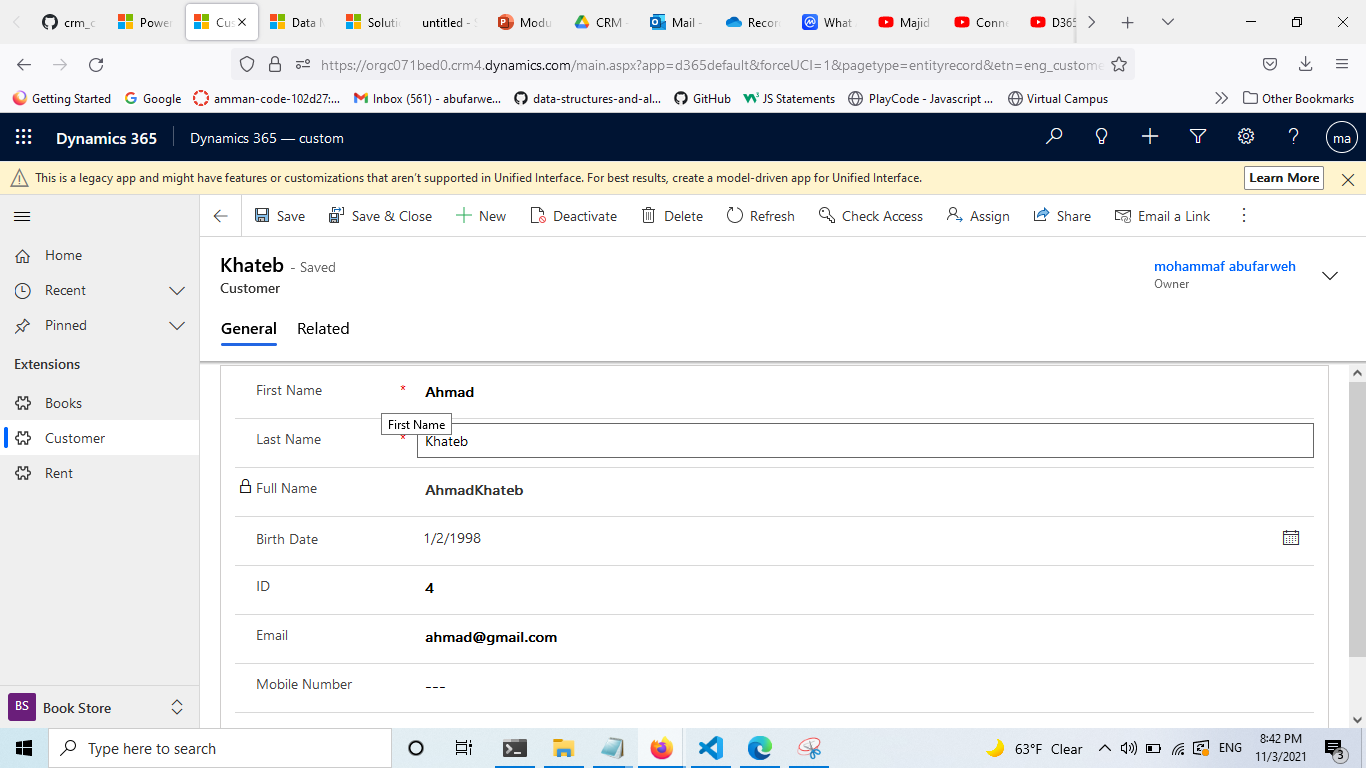 crm_c
Power
Cus
Data M
Soluti
untitled - S
Modu
CRM -
Mail -
Recor
What
Majid
Conne
D365
https://orgc071bed0.crm4.dynamics.com/main.aspx?app=d365default&forceUCI=1&pagetype=entityrecord&etn=eng_custome
Getting Started
Google
amman-code-102d27:...
Inbox (561) - abufarwe...
data-structures-and-al...
GitHub
JS Statements
PlayCode - Javascript ...
Virtual Campus
Other Bookmarks
Dynamics 365
Dynamics 365 — custom
ma
This is a legacy app and might have features or customizations that aren't supported in Unified Interface. For best results, create a model-driven app for Unified Interface.
Learn More
Save
Save & Close
New
Deactivate
Delete
Refresh
Check Access
Assign
Share
Email a Link
Home
Recent
Pinned
Extensions
Books
Customer
Rent
BS
Book Store
Khateb - Saved
Customer
mohammaf abufarweh
Owner
General
Related
First Name * Ahmad
First Name
Last Name * Khateb
Full Name AhmadKhateb
Birth Date 1/2/1998
ID 4
Email ahmad@gmail.com
Mobile Number ---
Type here to search
63°F Clear
ENG
8:42 PM
11/3/2021
3